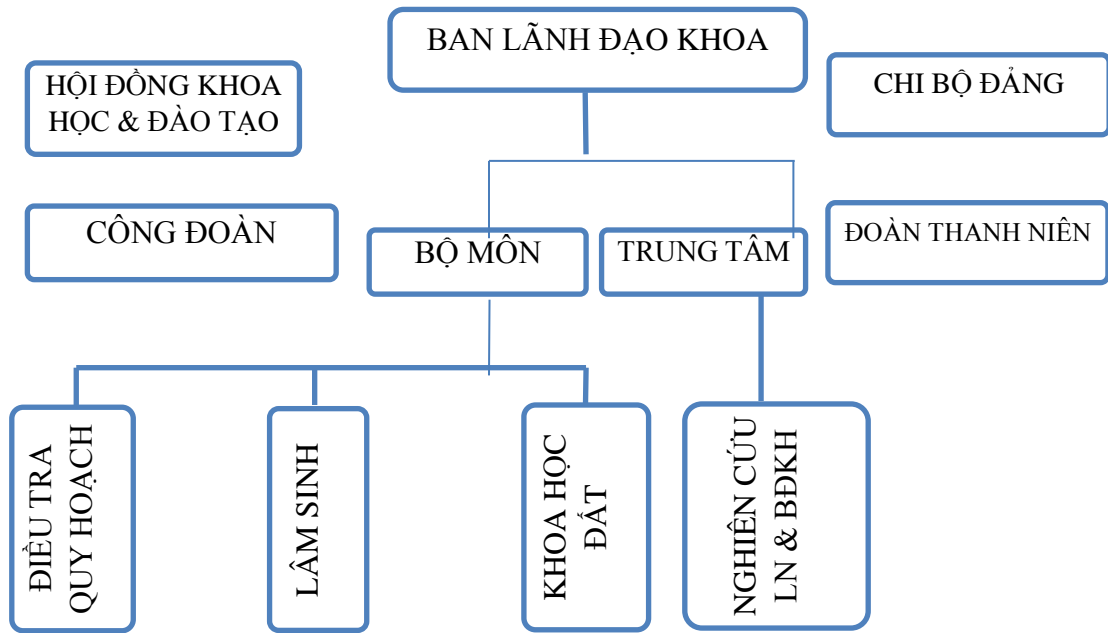 BAN LÃNH ĐẠO KHOA
HỘI ĐỒNG KHOA
HỌC & ĐÀO TẠO
CHI BỘ ĐẢNG
CÔNG ĐOÀN
BỘ MÔN
TRUNG TÂM
ĐOÀN THANH NIÊN
ĐIỀU TRA
QUY HOẠCH
LÂM SINH
KHOA HỌC
ĐẤT
NGHIÊN CỨU
LN & BĐKH